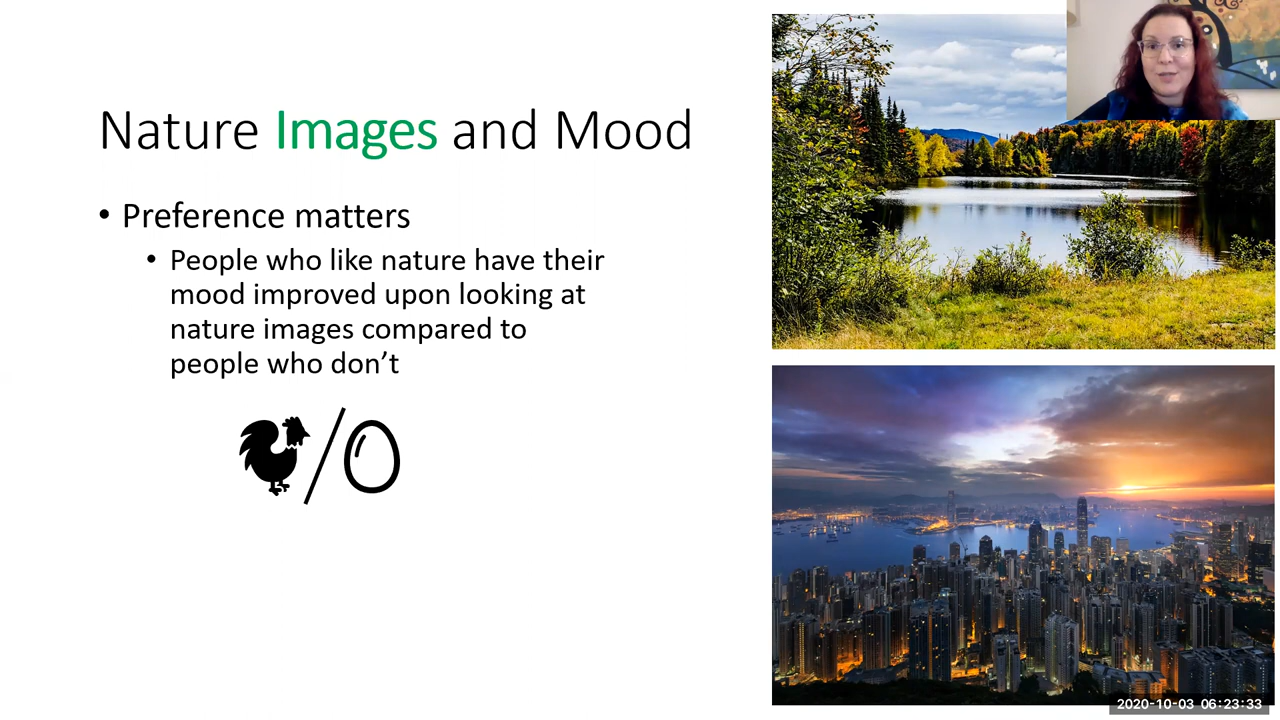 Nature Images and Mood
• Preference matters
• People who like nature have their
mood improved upon looking at
nature images compared to
people who don’t
2020-10-03 06:23:33